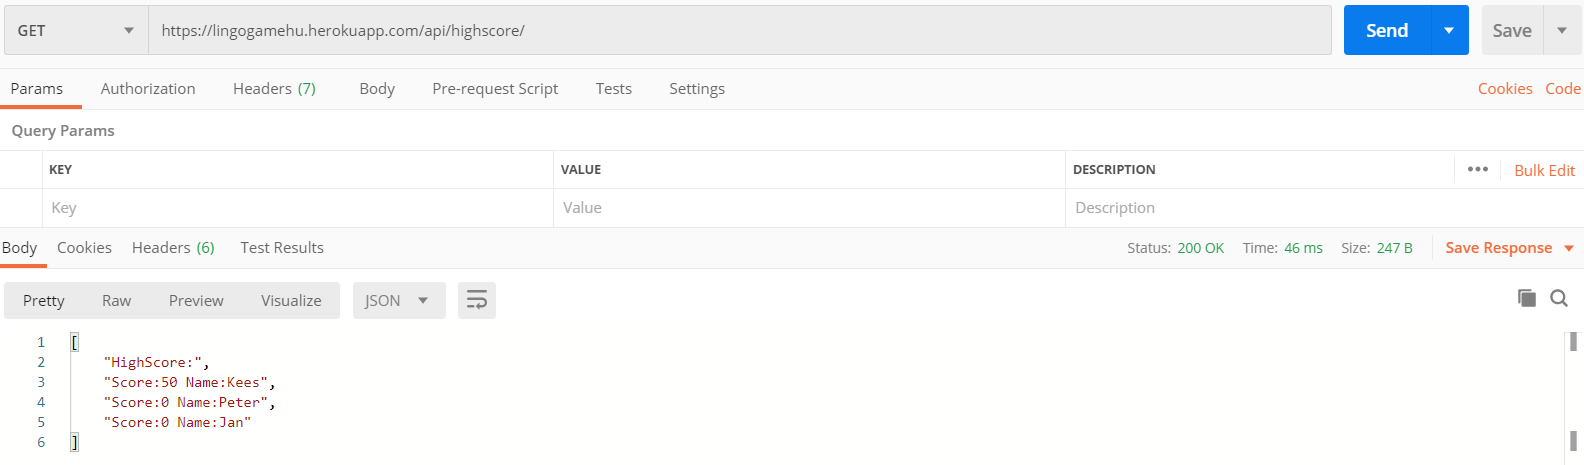 GET https://lingogamehu.herokuapp.com/api/highscore/ Send Save
Params Authorization Headers (7) Body Pre-request Script Tests Settings Cookies Code
Query Params
KEY VALUE DESCRIPTION ••• Bulk Edit
Key Value Description
Body Cookies Headers (6) Test Results Status: 200 OK Time: 46 ms Size: 247 B Save Response
Pretty Raw Preview Visualize JSON
1 [
2 "HighScore:",
3 "Score:50 Name:Kees",
4 "Score:0 Name:Peter",
5 "Score:0 Name:Jan"
6 ]